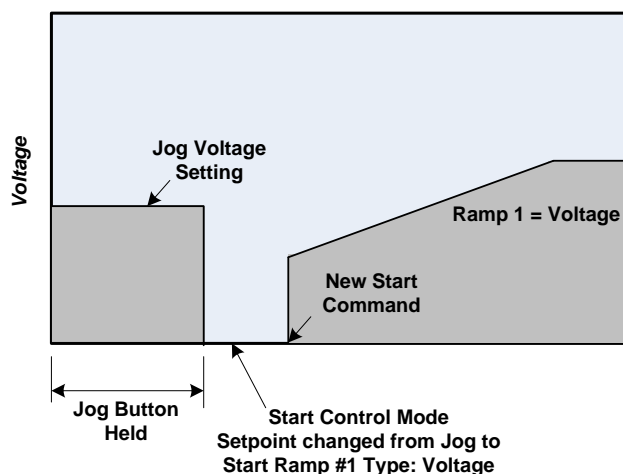 Voltage
Jog Voltage
Setting
Ramp 1 = Voltage
New Start
Command
Jog Button
Held
Start Control Mode
Setpoint changed from Jog to
Start Ramp #1 Type: Voltage